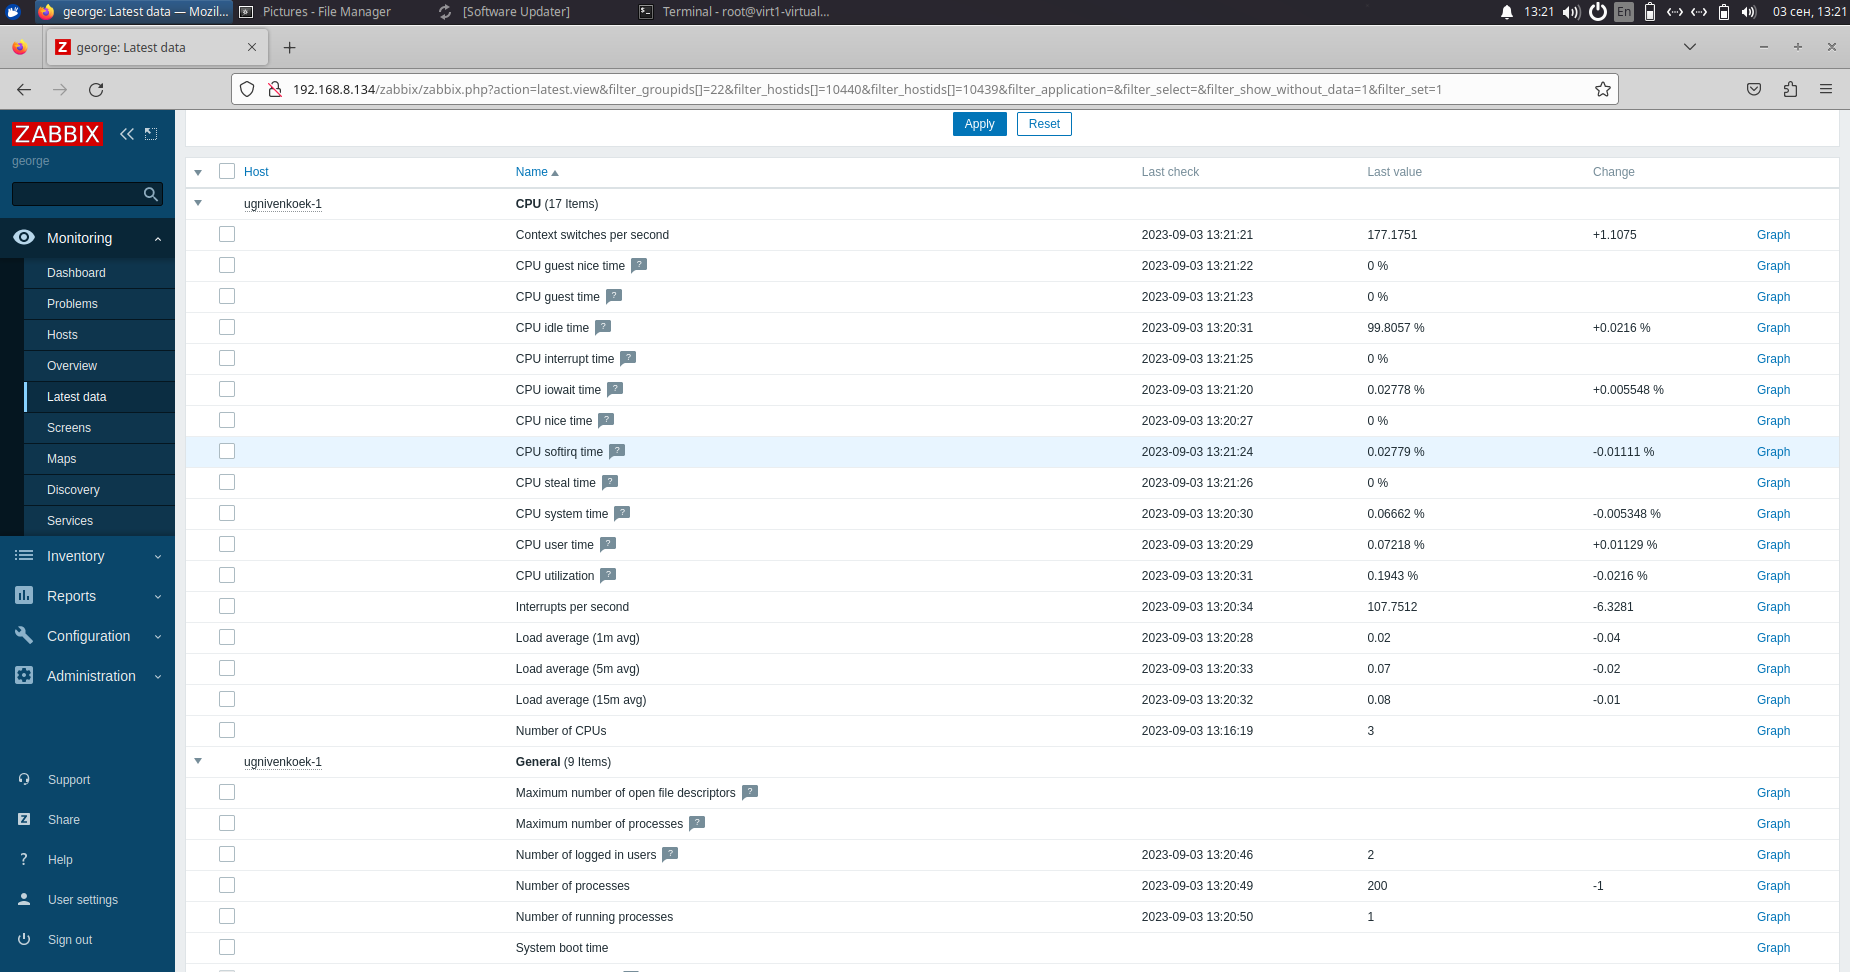 george: Latest data — Mozil...
Pictures - File Manager
[Software Updater]
Terminal - root@virt1-virtual...
13:21
En
03 сен, 13:21
george: Latest data
192.168.8.134/zabbix/zabbix.php?action=latest.view&filter_groupids[]=22&filter_hostids[]=10440&filter_hostids[]=10439&filter_application=&filter_select=&filter_show_without_data=1&filter_set=1
ZABBIX
george
Monitoring
Dashboard
Problems
Hosts
Overview
Latest data
Screens
Maps
Discovery
Services
Inventory
Reports
Configuration
Administration
Support
Share
Help
User settings
Sign out
Apply Reset
Host Name Last check Last value Change
ugnivenkoek-1 CPU (17 Items)
Context switches per second 2023-09-03 13:21:21 177.1751 +1.1075 Graph
CPU guest nice time ? 2023-09-03 13:21:22 0 % Graph
CPU guest time ? 2023-09-03 13:21:23 0 % Graph
CPU idle time ? 2023-09-03 13:20:31 99.8057 % +0.0216 % Graph
CPU interrupt time ? 2023-09-03 13:21:25 0 % Graph
CPU iowait time ? 2023-09-03 13:21:20 0.02778 % +0.005548 % Graph
CPU nice time ? 2023-09-03 13:20:27 0 % Graph
CPU softirq time ? 2023-09-03 13:21:24 0.02779 % -0.01111 % Graph
CPU steal time ? 2023-09-03 13:21:26 0 % Graph
CPU system time ? 2023-09-03 13:20:30 0.06662 % -0.005348 % Graph
CPU user time ? 2023-09-03 13:20:29 0.07218 % +0.01129 % Graph
CPU utilization ? 2023-09-03 13:20:31 0.1943 % -0.0216 % Graph
Interrupts per second 2023-09-03 13:20:34 107.7512 -6.3281 Graph
Load average (1m avg) 2023-09-03 13:20:28 0.02 -0.04 Graph
Load average (5m avg) 2023-09-03 13:20:33 0.07 -0.02 Graph
Load average (15m avg) 2023-09-03 13:20:32 0.08 -0.01 Graph
Number of CPUs 2023-09-03 13:16:19 3 Graph
ugnivenkoek-1 General (9 Items)
Maximum number of open file descriptors ? Graph
Maximum number of processes ? Graph
Number of logged in users ? 2023-09-03 13:20:46 2 Graph
Number of processes 2023-09-03 13:20:49 200 -1 Graph
Number of running processes 2023-09-03 13:20:50 1 Graph
System boot time Graph